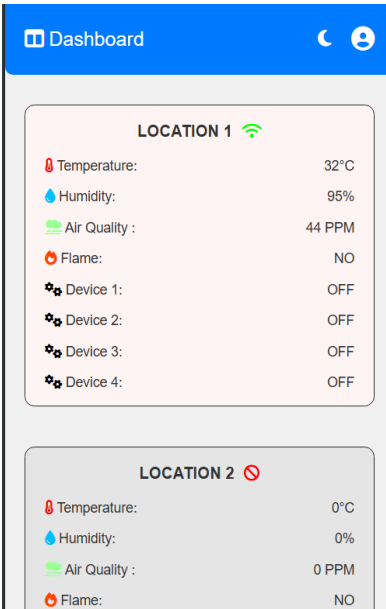 Dashboard
LOCATION 1
Temperature: 32°C
Humidity: 95%
Air Quality : 44 PPM
Flame: NO
Device 1: OFF
Device 2: OFF
Device 3: OFF
Device 4: OFF
LOCATION 2
Temperature: 0°C
Humidity: 0%
Air Quality : 0 PPM
Flame: NO